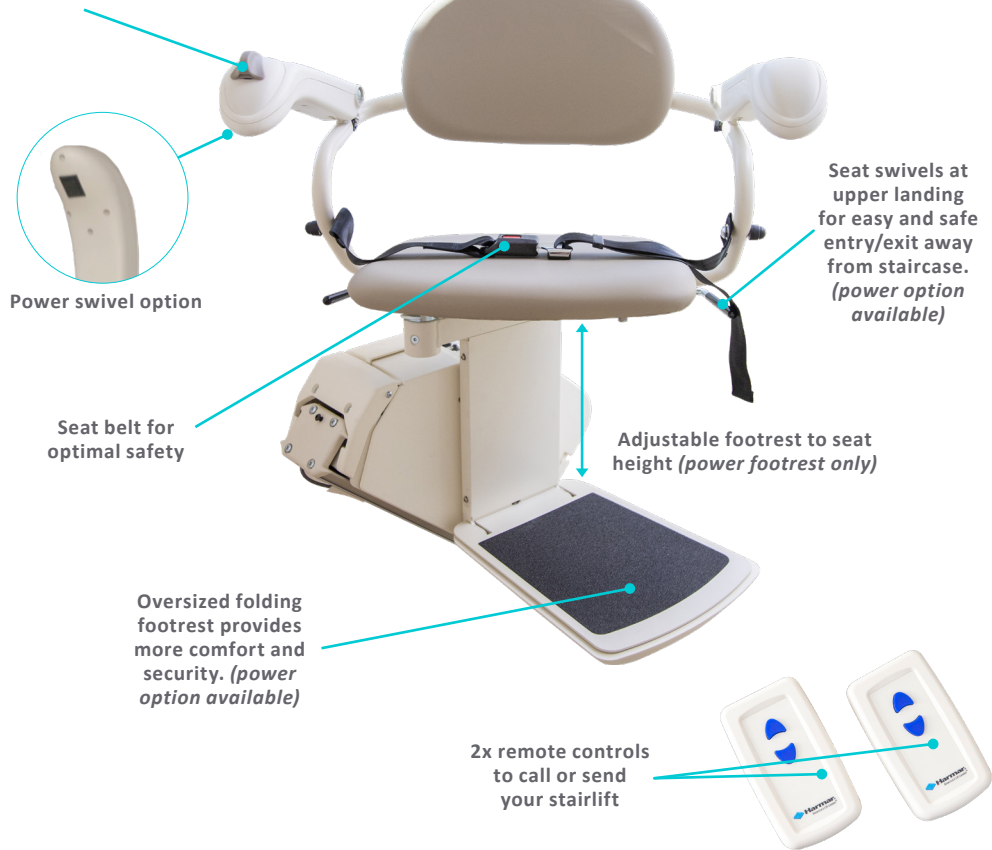 Power swivel option
Seat swivels at
upper landing
for easy and safe
entry/exit away
from staircase.
(power option
available)
Seat belt for
optimal safety
Adjustable footrest to seat
height (power footrest only)
Oversized folding
footrest provides
more comfort and
security. (power
option available)
2x remote controls
to call or send
your stairlift
Harmar
Harmar